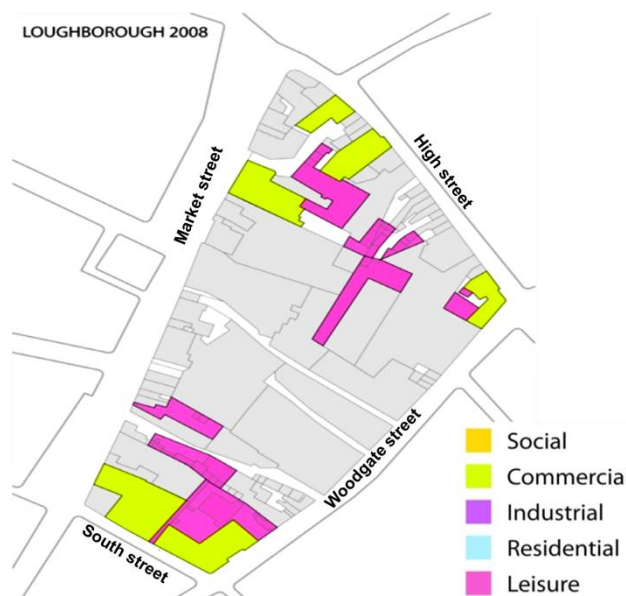 LOUGHBOROUGH 2008
High street
Market street
Woodgate street
South street
Social
Commercia
Industrial
Residential
Leisure